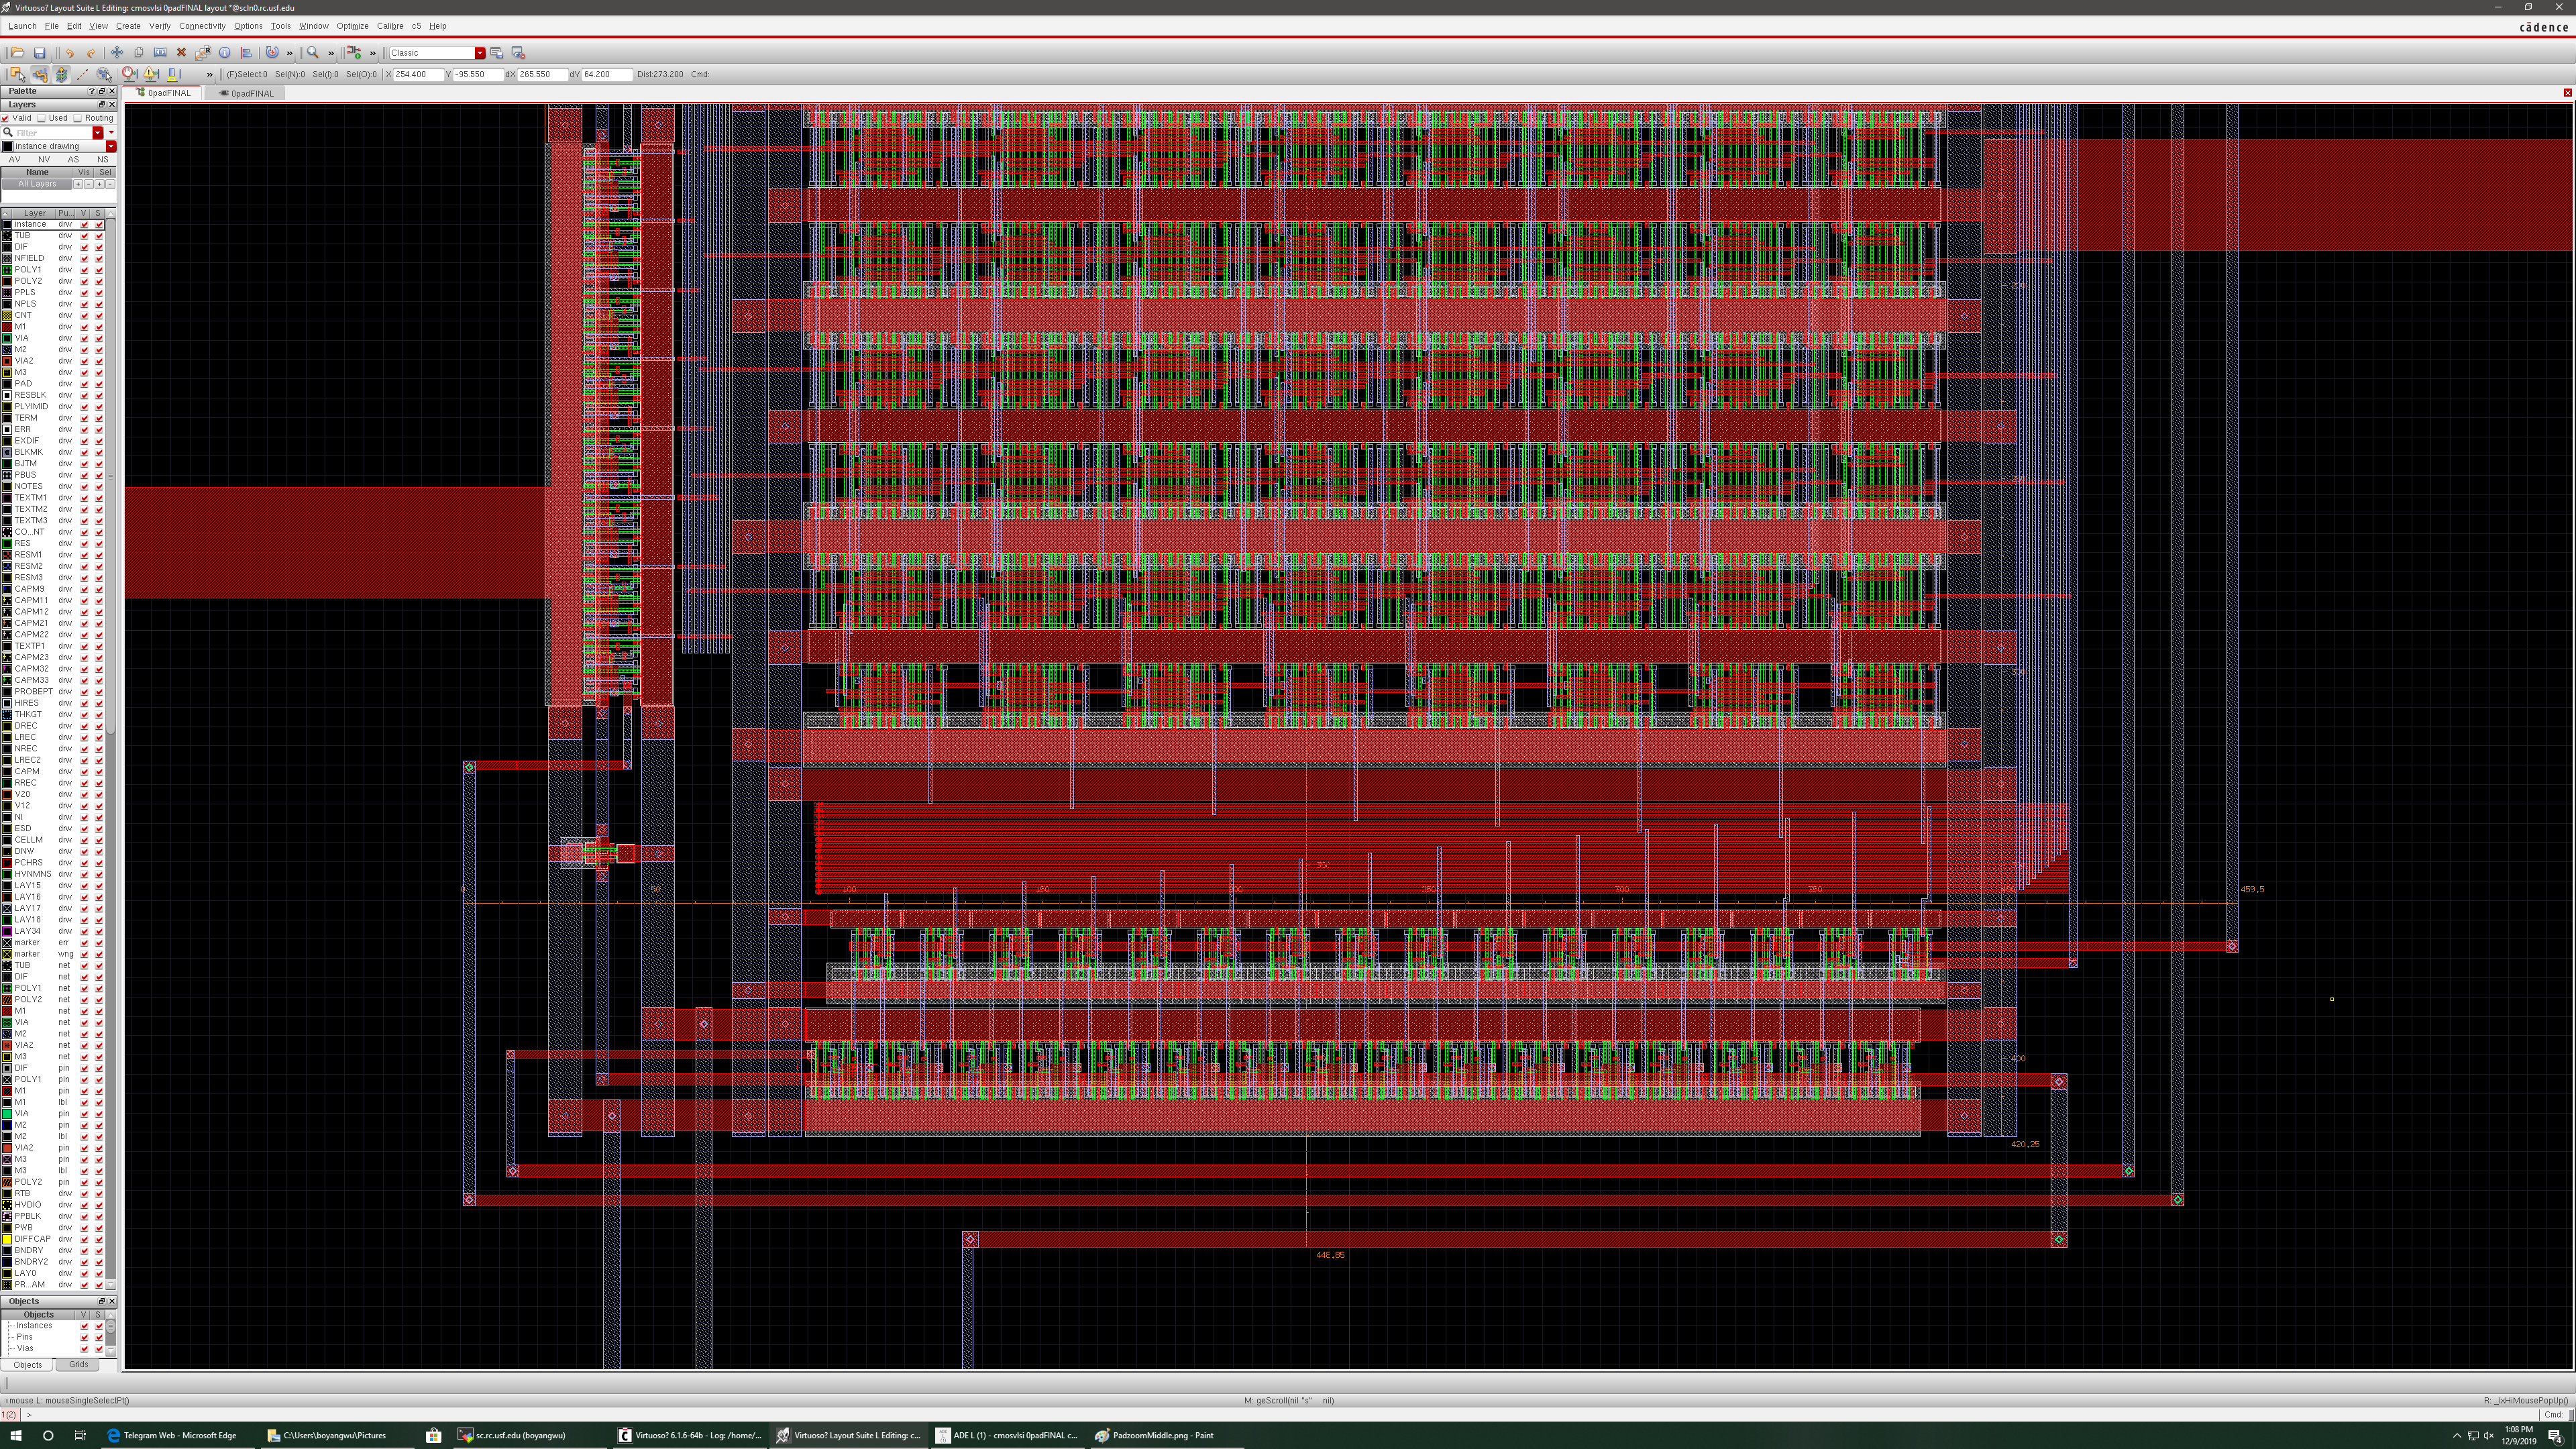 Virtuoso? Layout Suite L Editing: cmosvlsi 0padFINAL layout *@scln0.rc.usf.edu
Launch File Edit View Create Verify Connectivity Options Tools Window Optimize Calibre c5 Help
cādence
Classic
(F)Select:0 Sel(N):0 Sel(I):0 Sel(O):0 X 254.400 Y -95.550 dX 265.550 dY 64.200 Dist:273.200 Cmd:
Palette
0padFINAL 0padFINAL
Layers
Valid Used Routing
Filter
instance drawing
AV NV AS NS
Name Vis Sel
All Layers + - + -
Layer Pu... V S
instance drw
TUB drw
DIF drw
NFIELD drw
POLY1 drw
POLY2 drw
PPLS drw
NPLS drw
CNT drw
M1 drw
VIA drw
M2 drw
VIA2 drw
M3 drw
PAD drw
RESBLK drw
PLYIMID drw
TERM drw
ERR drw
EXDIF drw
BLKMK drw
BJTM drw
PBUS drw
NOTES drw
TEXTM1 drw
TEXTM2 drw
TEXTM3 drw
CO...NT drw
RES drw
RESM1 drw
RESM2 drw
RESM3 drw
CAPM9 drw
CAPM11 drw
CAPM12 drw
CAPM21 drw
CAPM22 drw
TEXTP1 drw
CAPM23 drw
CAPM32 drw
CAPM33 drw
PROBEPT drw
HIRES drw
THKGT drw
DREC drw
LREC drw
NREC drw
LREC2 drw
CAPM drw
RREC drw
V20 drw
V12 drw
NI drw
ESD drw
CELLM drw
DNW drw
PCHRS drw
HVNMNS drw
LAY15 drw
LAY16 drw
LAY17 drw
LAY18 drw
LAY34 drw
marker err
marker wng
TUB net
DIF net
POLY1 net
POLY2 net
M1 net
VIA net
M2 net
VIA2 net
M3 net
DIF pin
POLY1 pin
M1 pin
M1 lbl
VIA pin
M2 pin
M2 lbl
VIA2 pin
M3 pin
M3 lbl
POLY2 pin
RTB drw
HVDIO drw
PPBLK drw
PWB drw
DIFFCAP drw
BNDRY drw
BNDRY2 drw
LAY0 drw
PR...AM drw
0 50 100 150 200 250 300 350 459.5
400
420.25
448.85
Objects
Objects V S
Instances
Pins
Vias
Objects Grids
mouse L: mouseSingleSelectPt() M: geScroll(nil "s" nil) R: _lxHiMousePopUp()
1(2) > Cmd:
Telegram Web - Microsoft Edge C:\Users\boyangwu\Pictures sc.rc.usf.edu (boyangwu) Virtuoso? 6.1.6-64b - Log: /home/... Virtuoso? Layout Suite L Editing: c... ADE L (1) - cmosvlsi 0padFINAL c... PadzoomMiddle.png - Paint
1:08 PM
12/9/2019